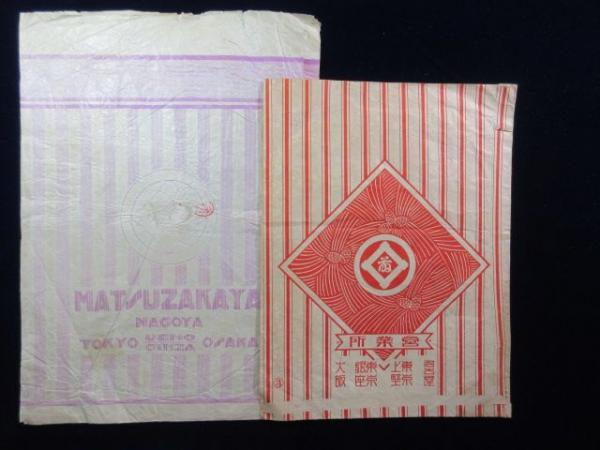 MATSUZAKAYA
NAGOYA
TOKYO UENO OSAKA
GINZA
營業所
名古屋
東京
上野
東京
銀座
大阪
③